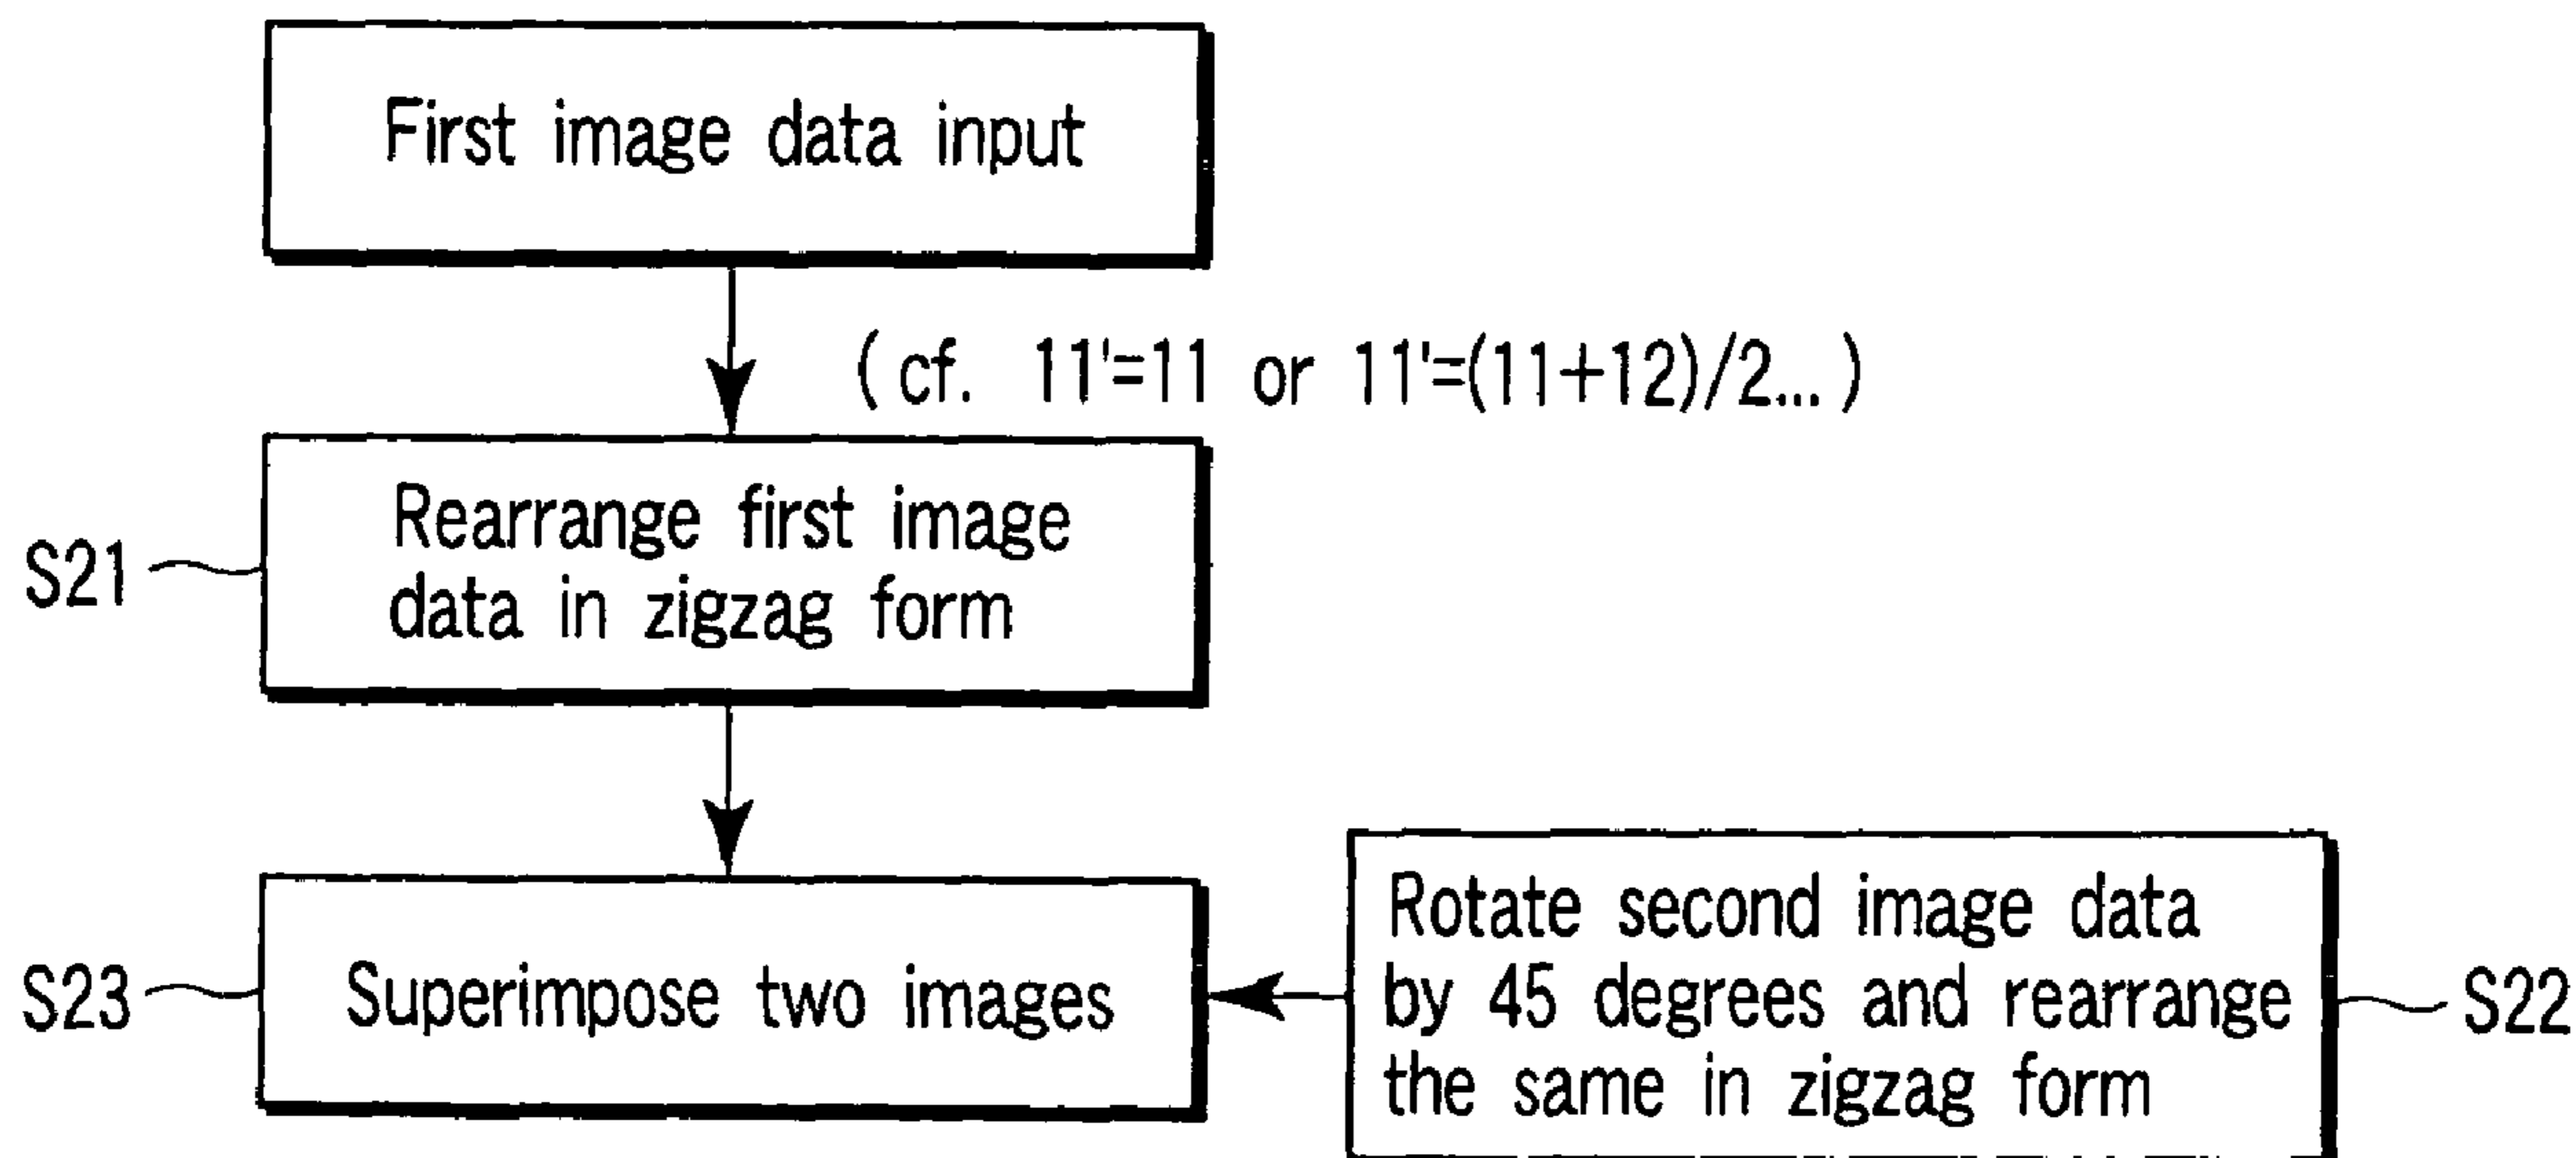 First image data input
( cf. 11'=11 or 11'=(11+12)/2... )
S21
Rearrange first image
data in zigzag form
S23
Superimpose two images
Rotate second image data
by 45 degrees and rearrange
the same in zigzag form
S22